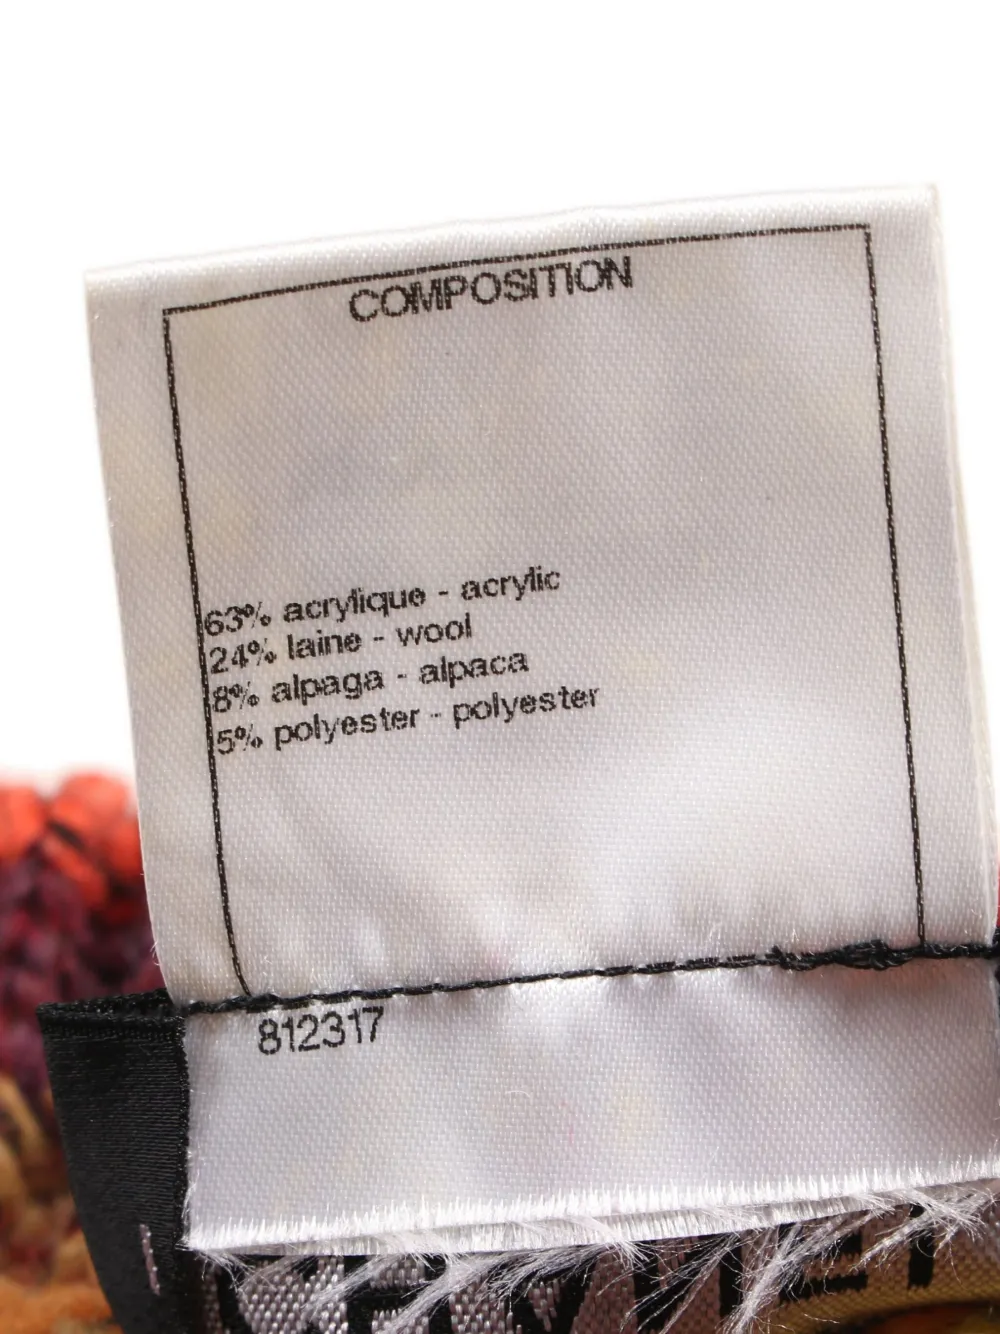 COMPOSITION
63% acrylique - acrylic
24% laine - wool
8% alpaga - alpaca
5% polyester - polyester
812317